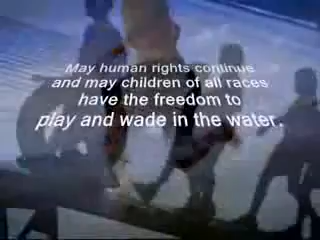 May human rights continue
and may children of all races
have the freedom to
play and wade in the water.